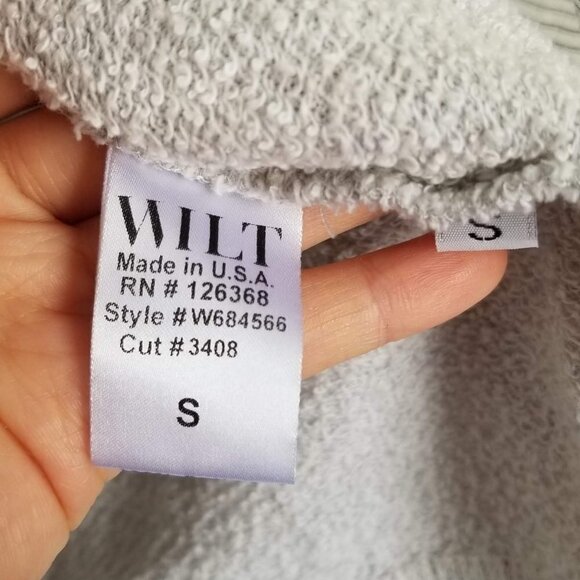 WILT
Made in U.S.A.
RN # 126368
Style # W684566
Cut # 3408
S
S